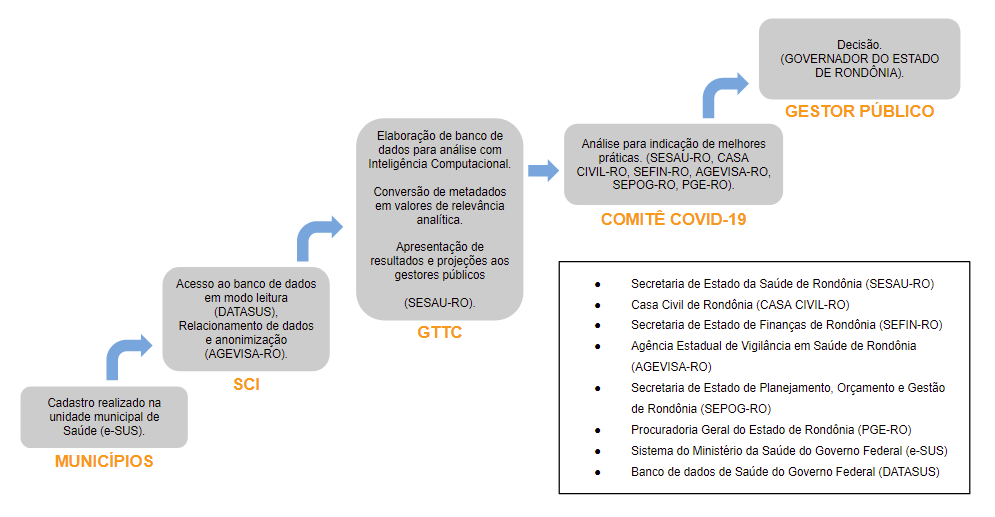 Cadastro realizado na
unidade municipal de
Saúde (e-SUS).
MUNICÍPIOS
Acesso ao banco de dados
em modo leitura
(DATASUS),
Relacionamento de dados
e anonimização
(AGEVISA-RO).
SCI
Elaboração de banco de
dados para análise com
Inteligência Computacional.
Conversão de metadados
em valores de relevância
analítica.
Apresentação de
resultados e projeções aos
gestores públicos
(SESAU-RO).
GTTC
Análise para indicação de melhores
práticas. (SESAU-RO, CASA
CIVIL-RO, SEFIN-RO, AGEVISA-RO,
SEPOG-RO, PGE-RO).
COMITÊ COVID-19
Decisão.
(GOVERNADOR DO ESTADO
DE RONDÔNIA).
GESTOR PÚBLICO
● Secretaria de Estado da Saúde de Rondônia (SESAU-RO)
● Casa Civil de Rondônia (CASA CIVIL-RO)
● Secretaria de Estado de Finanças de Rondônia (SEFIN-RO)
● Agência Estadual de Vigilância em Saúde de Rondônia
(AGEVISA-RO)
● Secretaria de Estado de Planejamento, Orçamento e Gestão
de Rondônia (SEPOG-RO)
● Procuradoria Geral do Estado de Rondônia (PGE-RO)
● Sistema do Ministério da Saúde do Governo Federal (e-SUS)
● Banco de dados de Saúde do Governo Federal (DATASUS)